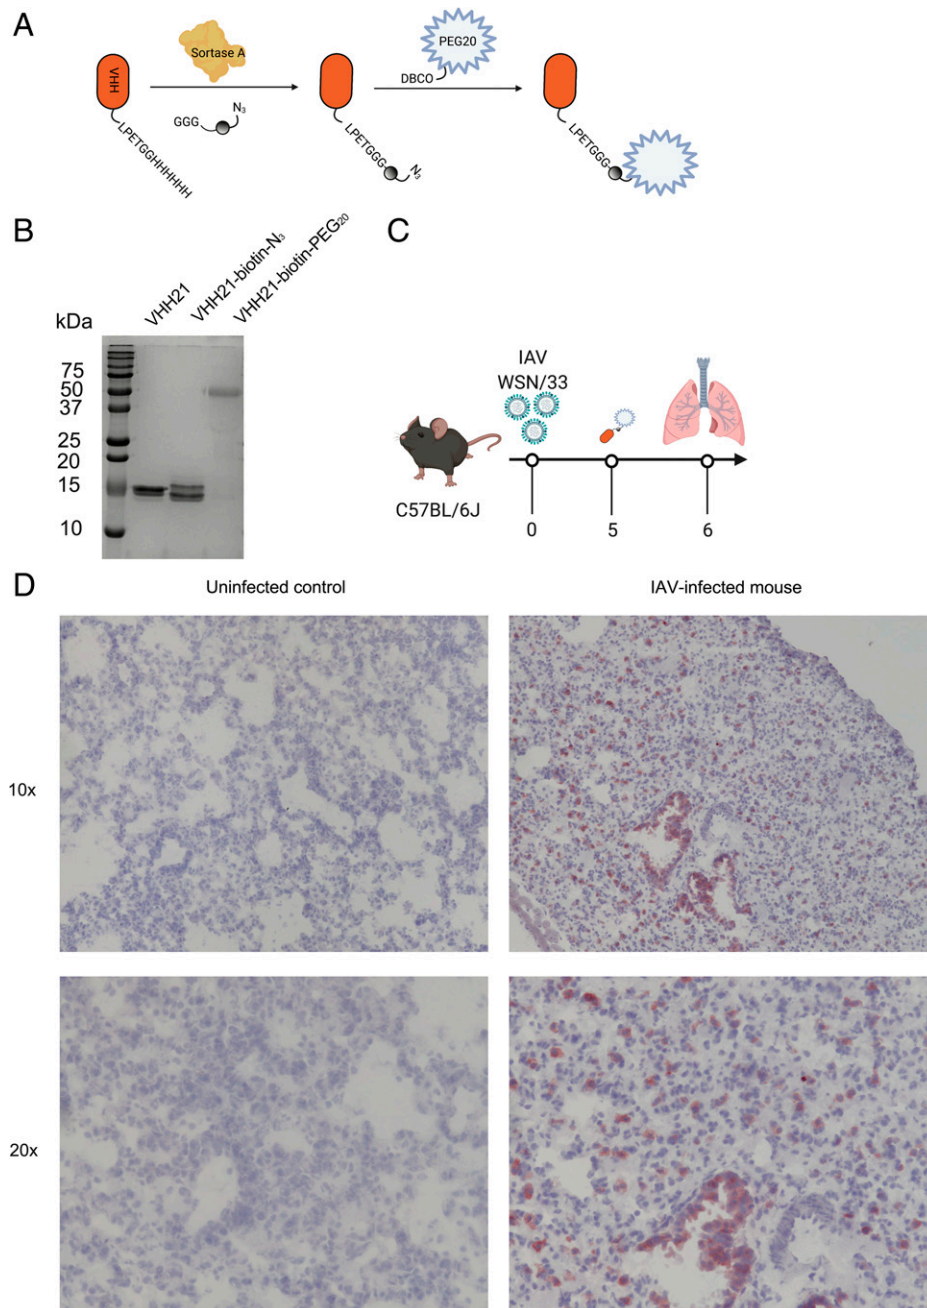 A
Sortase A
PEG20
VHH
N₃
DBCO
GGG
LPETGGHHHHHH
LPETGGG
N₃
LPETGGG
B
C
VHH21
VHH21-biotin-N₃
VHH21-biotin-PEG₂₀
kDa
75
50
37
25
20
15
10
IAV
WSN/33
C57BL/6J
0
5
6
D
Uninfected control
IAV-infected mouse
10x
20x